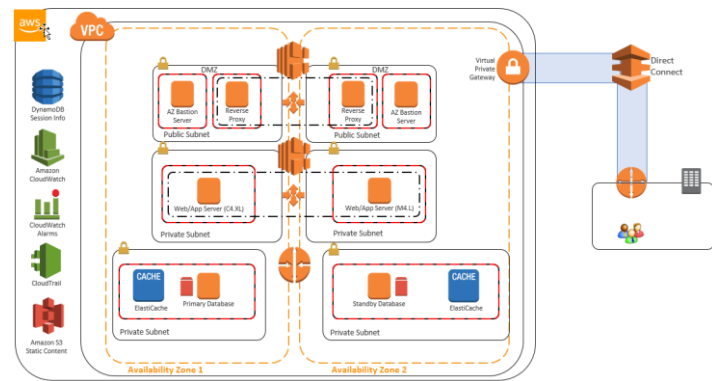 aws
VPC
DMZ
DMZ
AZ Bastion
Server
Reverse
Proxy
Reverse
Proxy
AZ Bastion
Server
Public Subnet
Public Subnet
Virtual
Private
Gateway
Direct
Connect
DynamoDB
Session Info
Amazon
CloudWatch
CloudWatch
Alarms
CloudTrail
Amazon S3
Static Content
Web/App Server (C4.XL)
Web/App Server (M4.L)
Private Subnet
Private Subnet
CACHE
ElastiCache
Primary Database
Standby Database
CACHE
ElastiCache
Private Subnet
Private Subnet
Availability Zone 1
Availability Zone 2